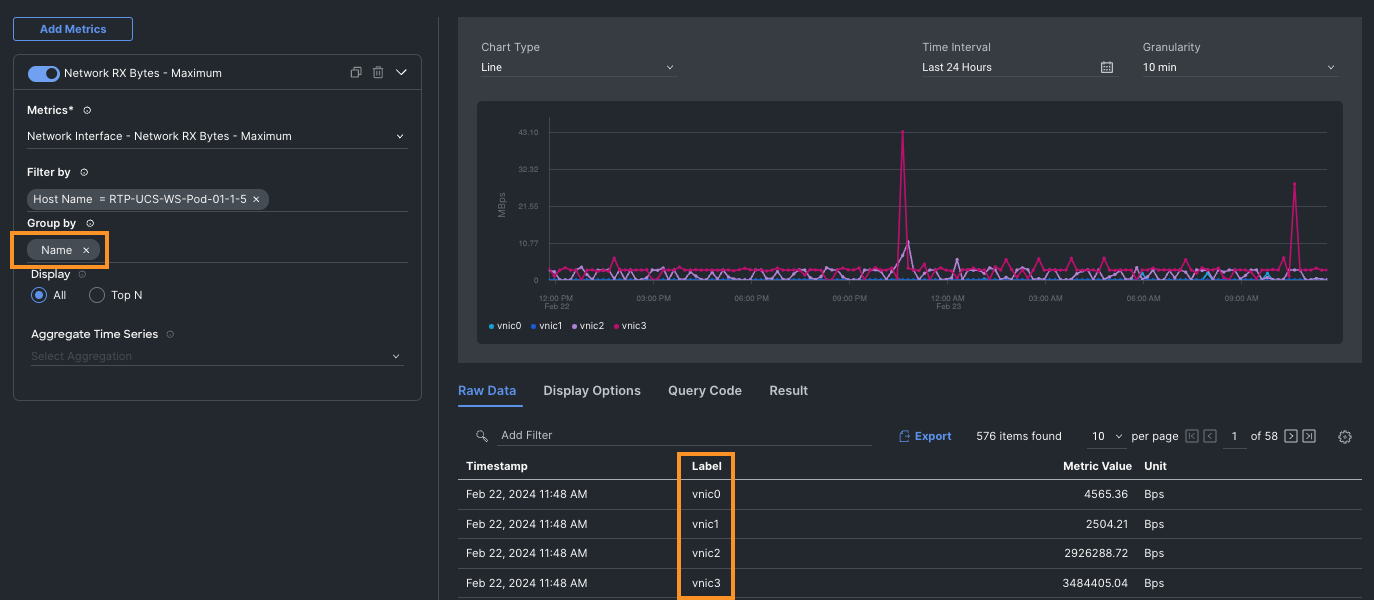 Add Metrics
Network RX Bytes - Maximum
Metrics*
Network Interface - Network RX Bytes - Maximum
Filter by
Host Name = RTP-UCS-WS-Pod-01-1-5 ×
Group by
Name ×
Display
All Top N
Aggregate Time Series
Select Aggregation
Chart Type Time Interval Granularity
Line Last 24 Hours 10 min
MBps
43.10
32.32
21.55
10.77
0
12:00 PM 03:00 PM 06:00 PM 09:00 PM 12:00 AM 03:00 AM 06:00 AM 09:00 AM
Feb 22 Feb 23
vnic0 vnic1 vnic2 vnic3
Raw Data Display Options Query Code Result
Add Filter Export 576 items found 10 per page 1 of 58
Timestamp Label Metric Value Unit
Feb 22, 2024 11:48 AM vnic0 4565.36 Bps
Feb 22, 2024 11:48 AM vnic1 2504.21 Bps
Feb 22, 2024 11:48 AM vnic2 2926288.72 Bps
Feb 22, 2024 11:48 AM vnic3 3484405.04 Bps